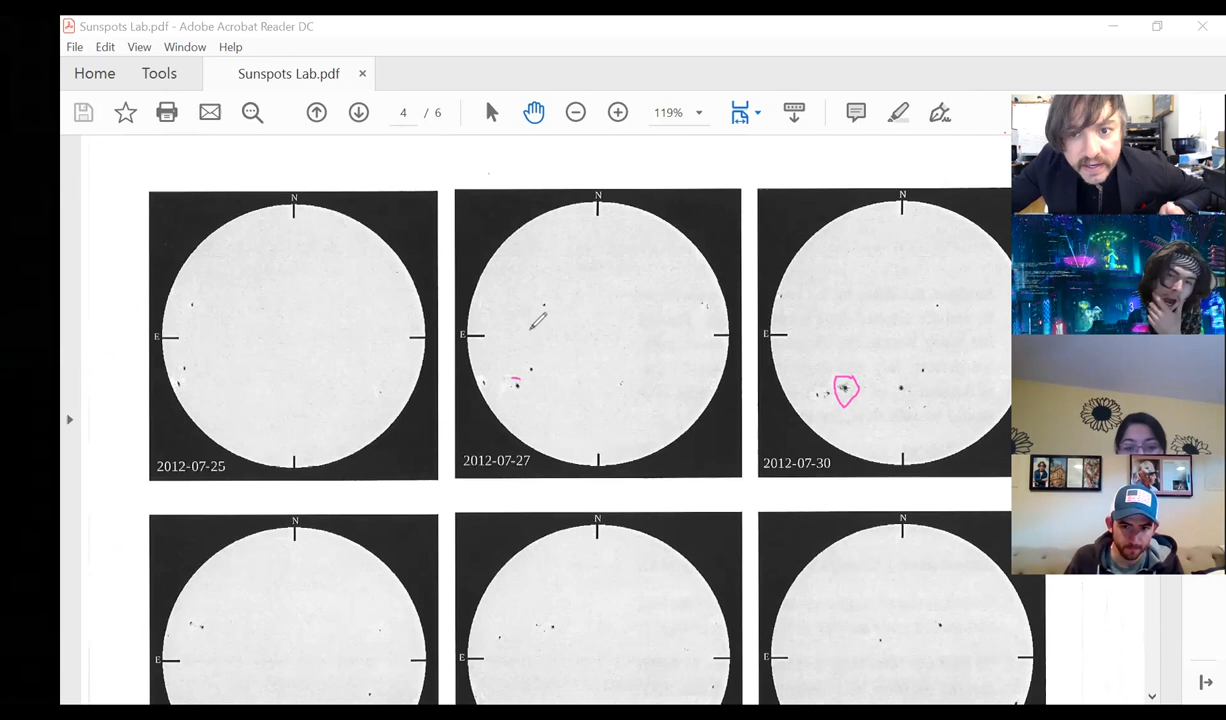 Sunspots Lab.pdf - Adobe Acrobat Reader DC
File Edit View Window Help
Home Tools Sunspots Lab.pdf
4 / 6 119%
N N N
E E E
2012-07-25 2012-07-27 2012-07-30
N N N
E E E